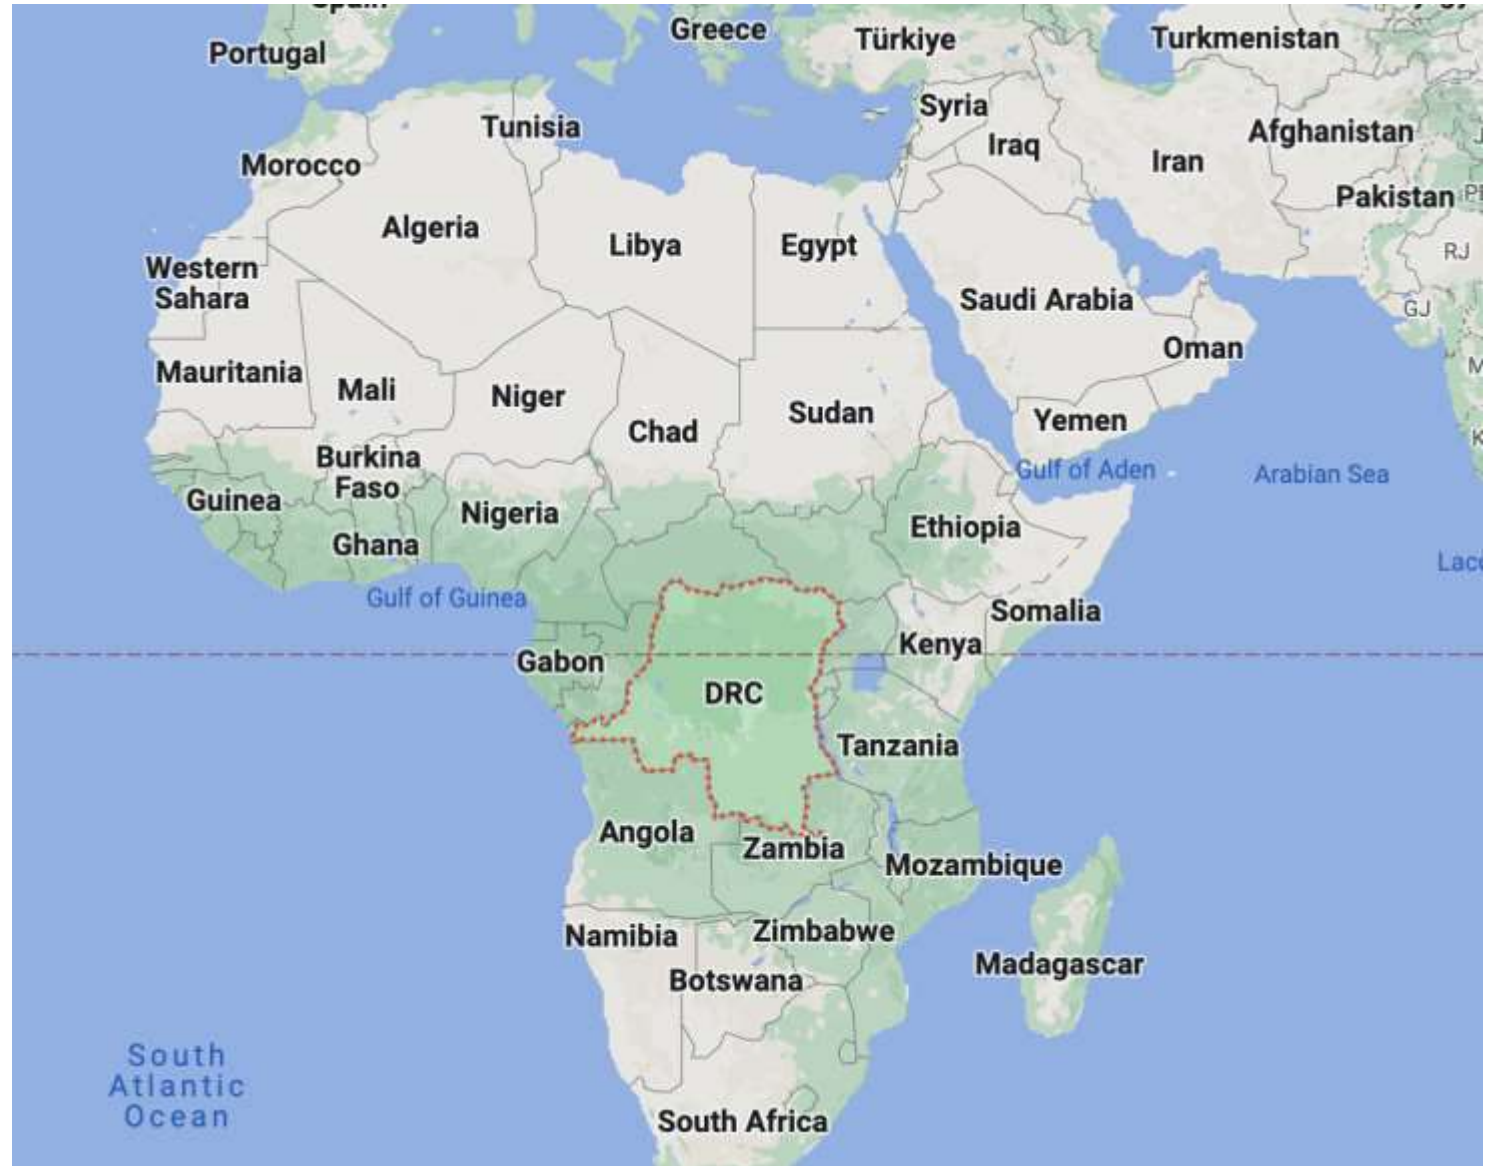 Spain
Portugal
Greece
Türkiye
Turkmenistan
Syria
Tunisia
Afghanistan
Iraq
Iran
Morocco
Pakistan
Algeria
Libya
Egypt
RJ
Western
Sahara
Saudi Arabia
GJ
Oman
Mauritania
Mali
Niger
Chad
Sudan
Yemen
Burkina
Faso
Gulf of Aden
Arabian Sea
Guinea
Nigeria
Ethiopia
Ghana
Gulf of Guinea
Somalia
Kenya
Gabon
DRC
Tanzania
Angola
Zambia
Mozambique
Zimbabwe
Namibia
Madagascar
Botswana
South
Atlantic
Ocean
South Africa